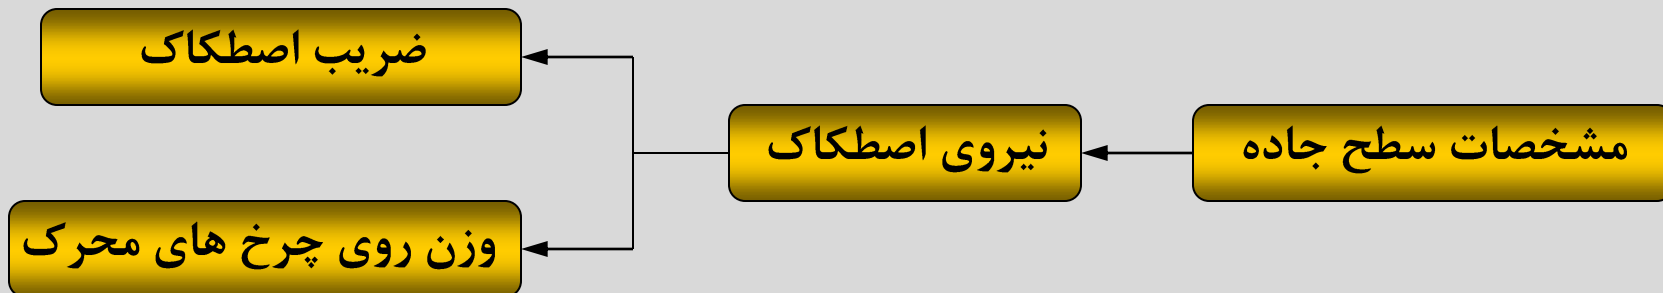 مشخصات سطح جاده
نیروی اصطکاک
ضریب اصطکاک
وزن روی چرخ های محرک